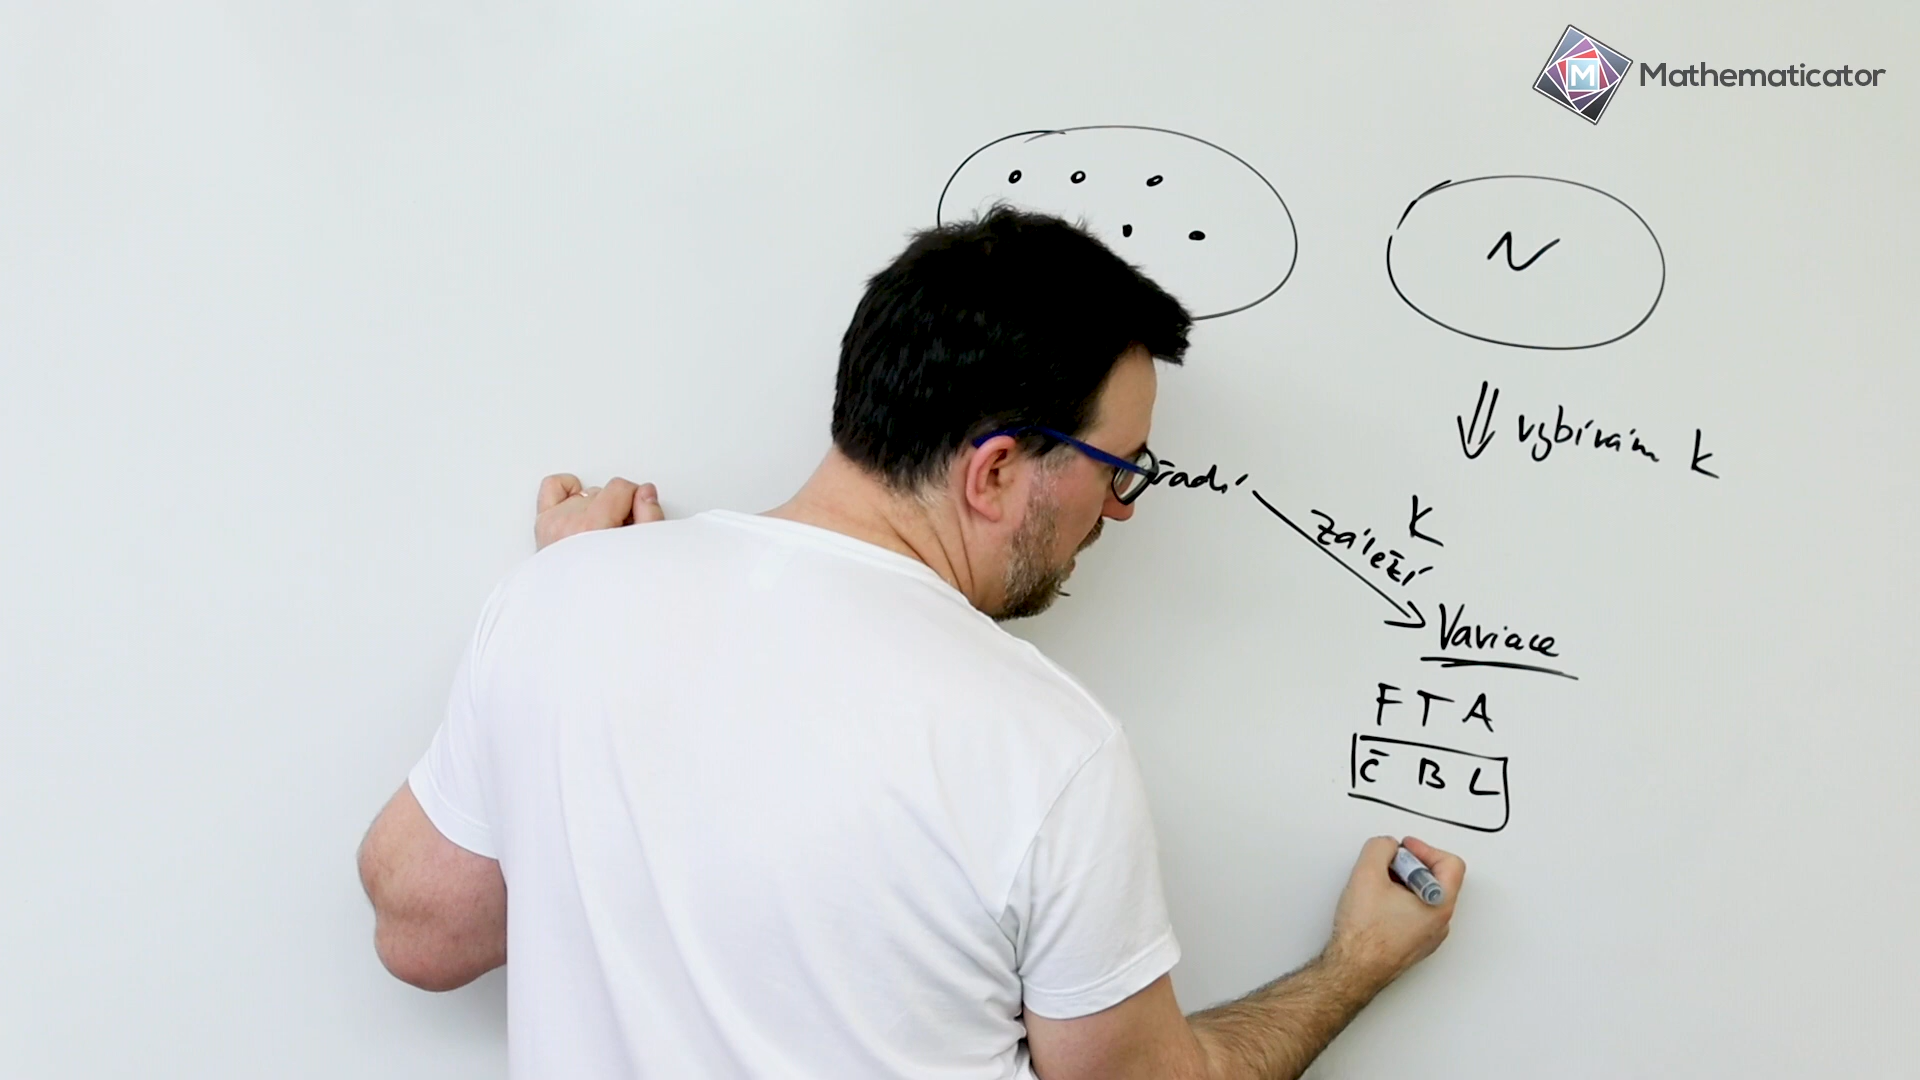 Mathematicator
N
vybírám k
řadí
záleží
k
Variace
F T A
Č B L